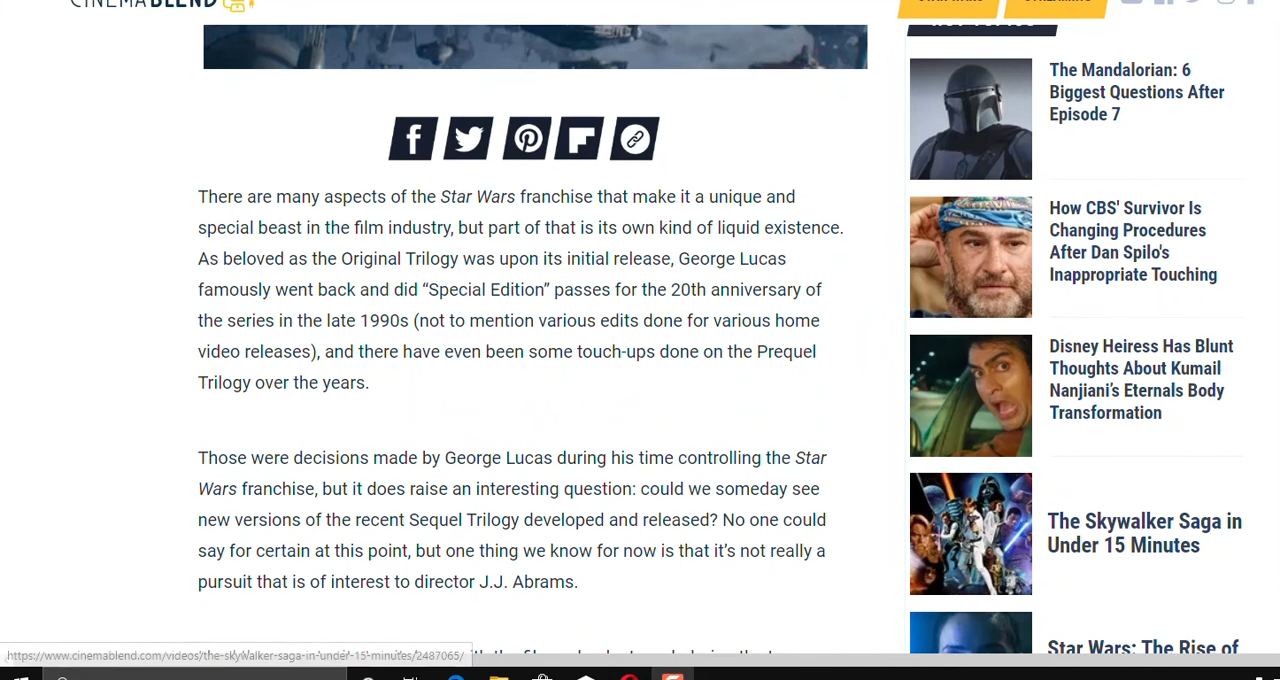 CINEMABLEND
There are many aspects of the Star Wars franchise that make it a unique and
special beast in the film industry, but part of that is its own kind of liquid existence.
As beloved as the Original Trilogy was upon its initial release, George Lucas
famously went back and did “Special Edition” passes for the 20th anniversary of
the series in the late 1990s (not to mention various edits done for various home
video releases), and there have even been some touch-ups done on the Prequel
Trilogy over the years.
Those were decisions made by George Lucas during his time controlling the Star
Wars franchise, but it does raise an interesting question: could we someday see
new versions of the recent Sequel Trilogy developed and released? No one could
say for certain at this point, but one thing we know for now is that it’s not really a
pursuit that is of interest to director J.J. Abrams.
The Mandalorian: 6
Biggest Questions After
Episode 7
How CBS' Survivor Is
Changing Procedures
After Dan Spilo's
Inappropriate Touching
Disney Heiress Has Blunt
Thoughts About Kumail
Nanjiani’s Eternals Body
Transformation
The Skywalker Saga in
Under 15 Minutes
Star Wars: The Rise of
https://www.cinemablend.com/videos/the-skywalker-saga-in-under-15-minutes/2487065/